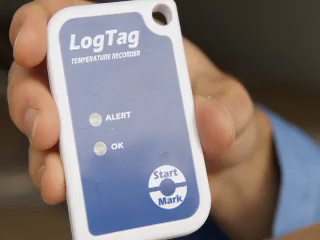 LogTag
TEMPERATURE RECORDER
ALERT
OK
Start
Mark